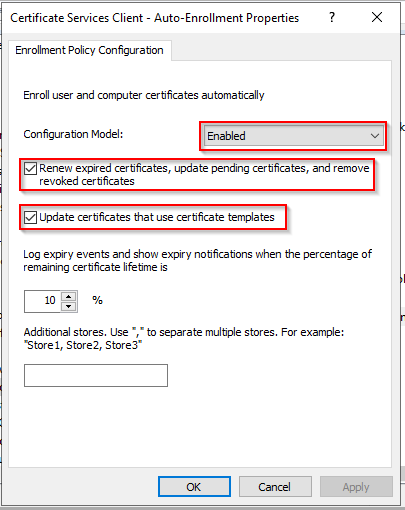 Certificate Services Client - Auto-Enrollment Properties
Enrollment Policy Configuration
Enroll user and computer certificates automatically
Configuration Model:
Enabled
Renew expired certificates, update pending certificates, and remove
revoked certificates
Update certificates that use certificate templates
Log expiry events and show expiry notifications when the percentage of
remaining certificate lifetime is
10
%
Additional stores. Use "," to separate multiple stores. For example:
"Store1, Store2, Store3"
OK
Cancel
Apply